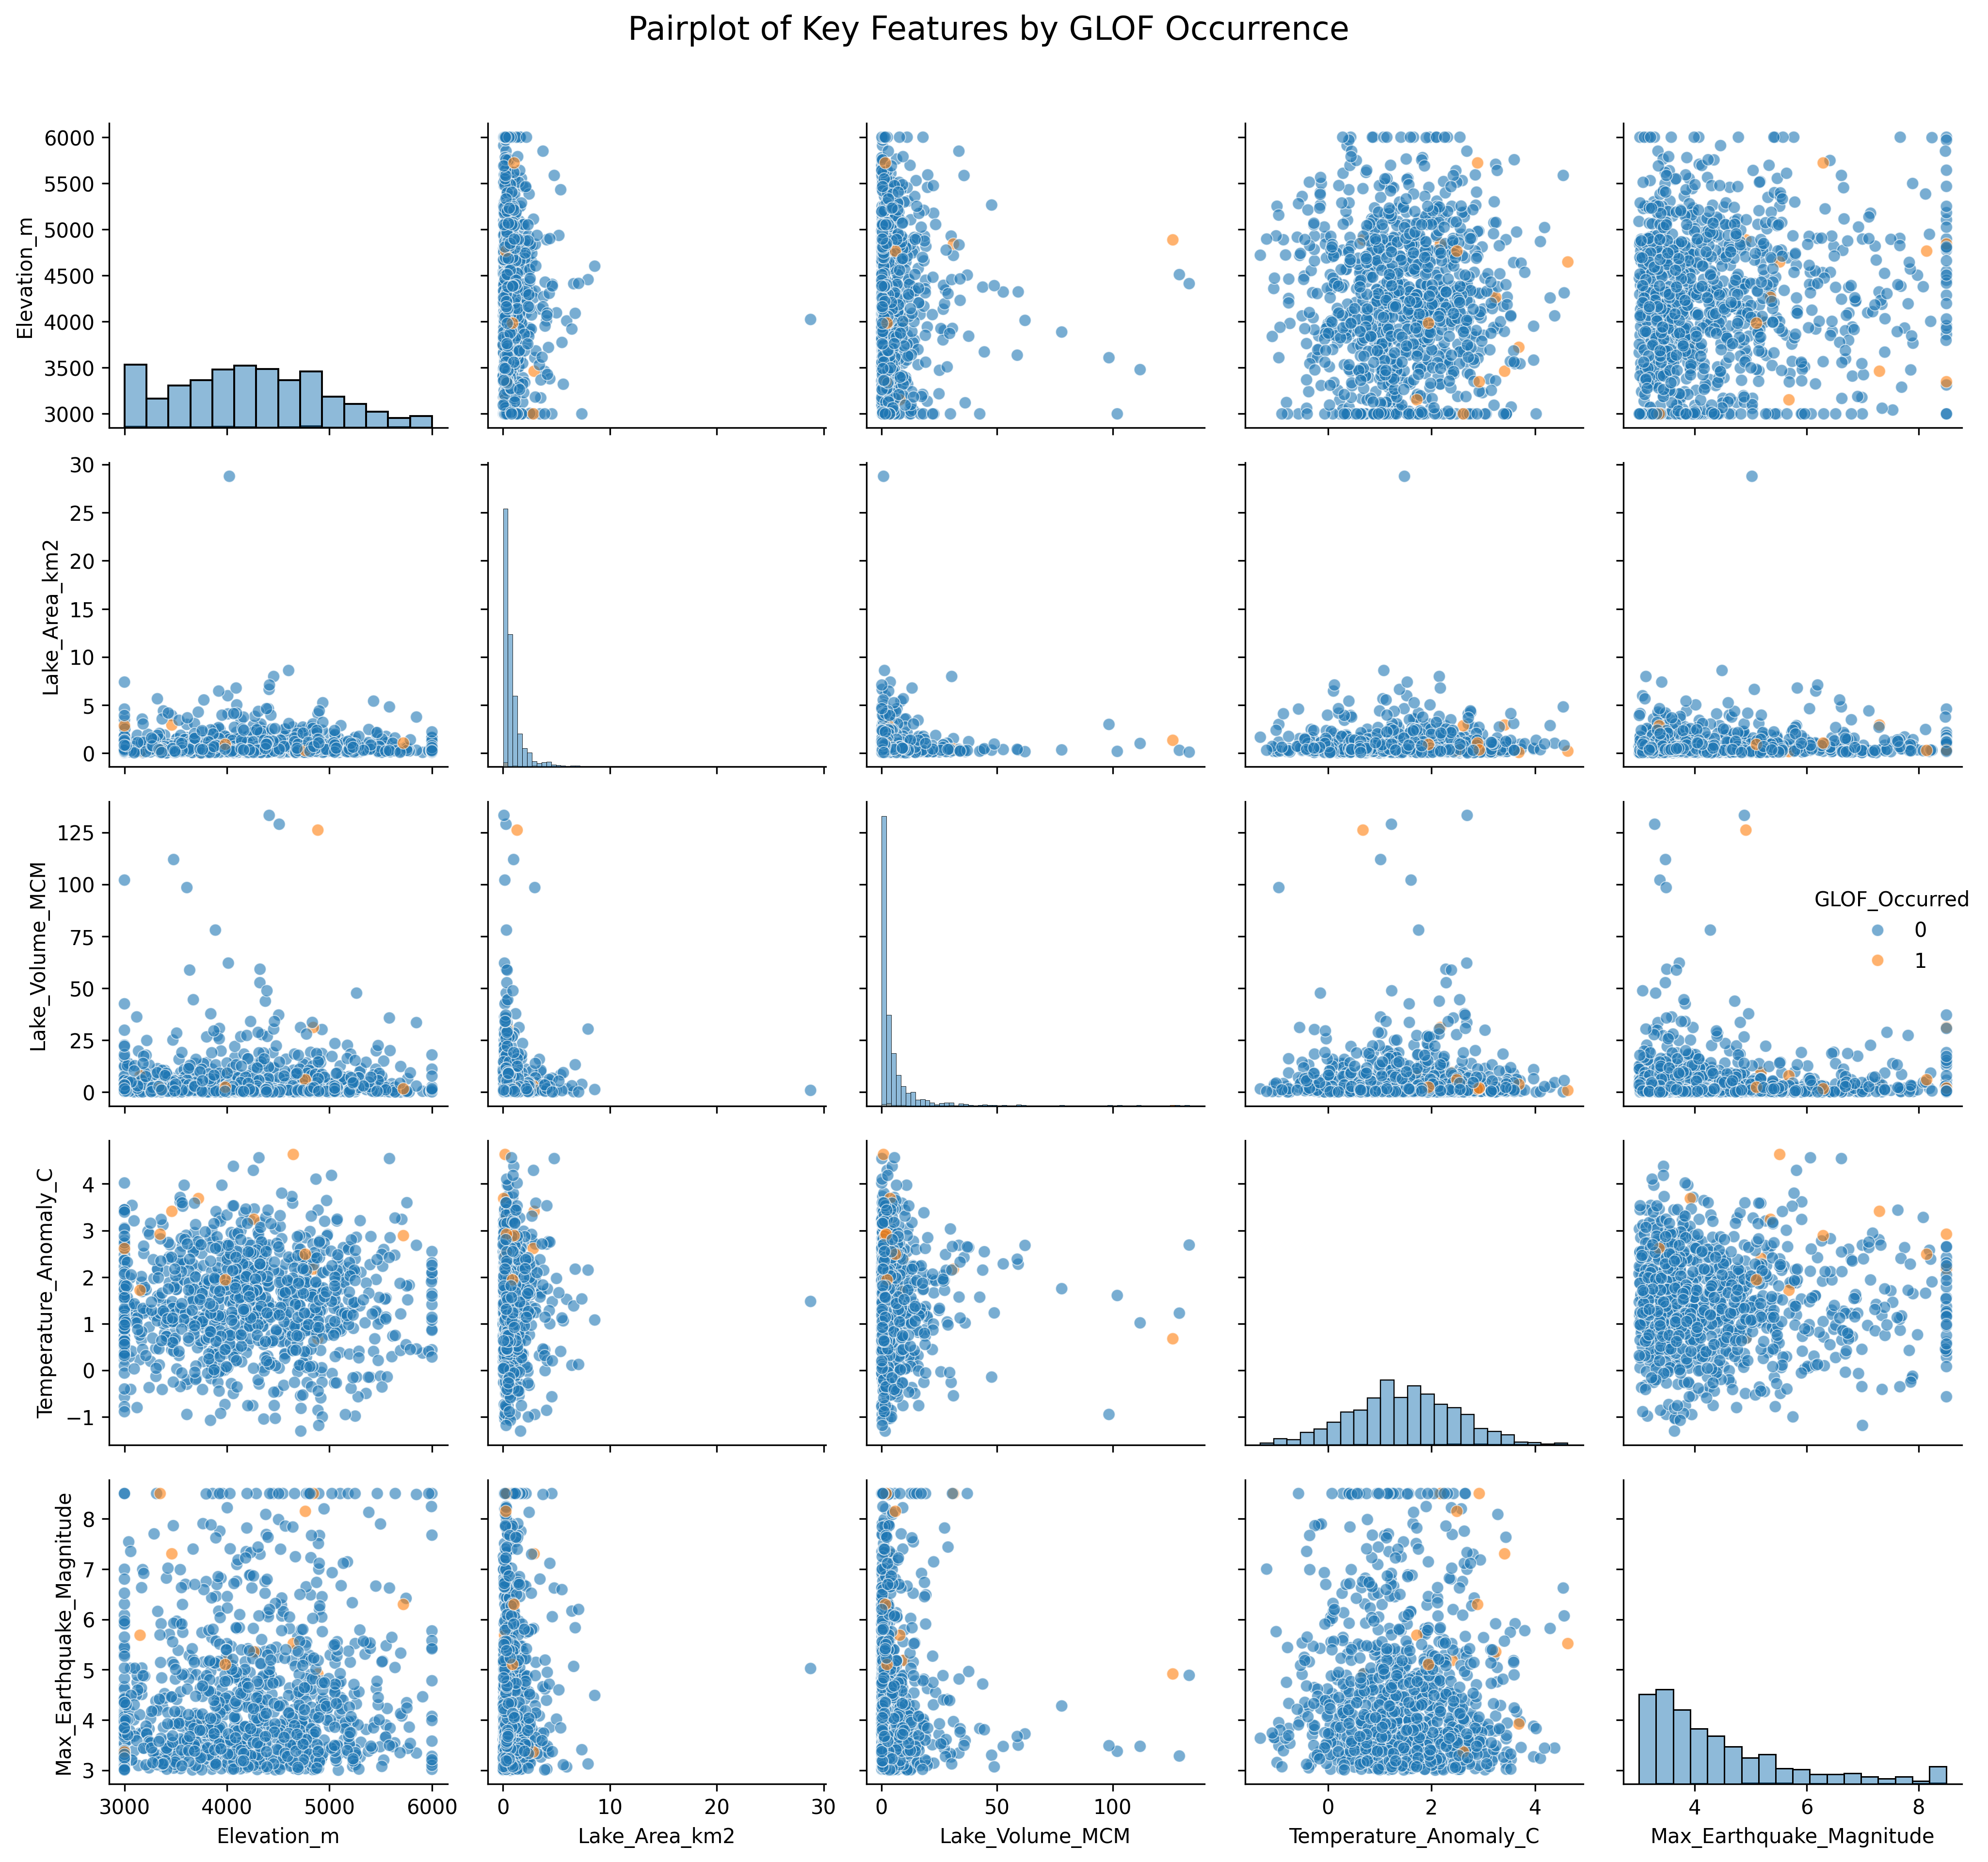 Pairplot of Key Features by GLOF Occurrence
6000
5500
5000
4500
4000
3500
3000
Elevation_m
30
25
20
15
10
5
0
Lake_Area_km2
125
100
75
50
25
0
Lake_Volume_MCM
GLOF_Occurred
0
1
4
3
2
1
0
−1
Temperature_Anomaly_C
8
7
6
5
4
3
Max_Earthquake_Magnitude
3000 4000 5000 6000
Elevation_m
0 10 20 30
Lake_Area_km2
0 50 100
Lake_Volume_MCM
0 2 4
Temperature_Anomaly_C
4 6 8
Max_Earthquake_Magnitude